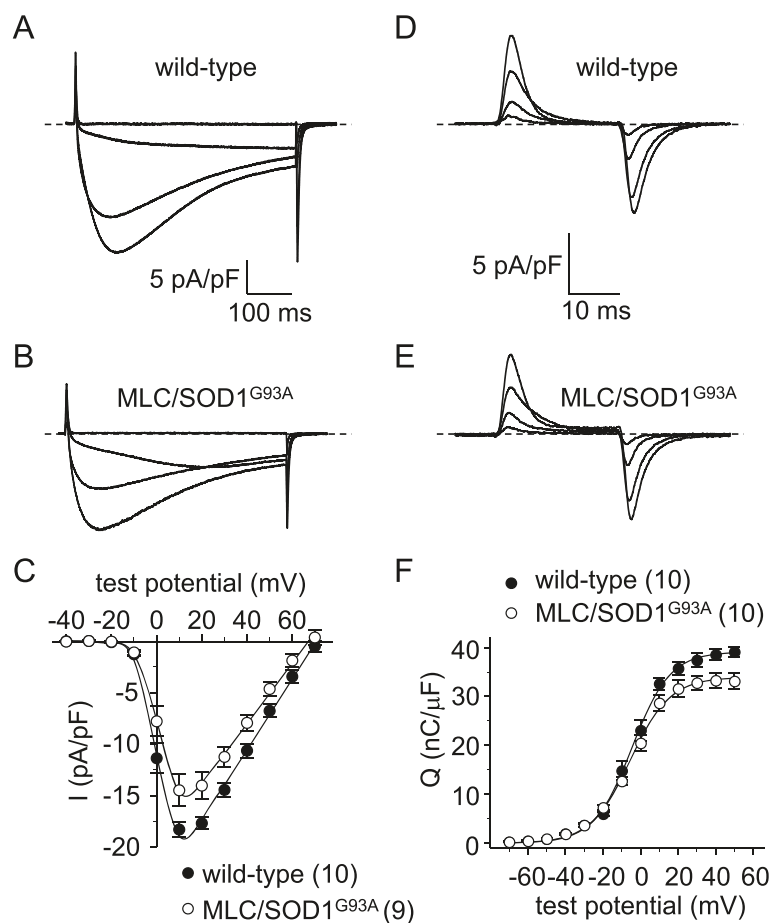 A
wild-type
5 pA/pF
100 ms
B
MLC/SOD1G93A
C
test potential (mV)
-40 -20 0 20 40 60
-5
-10
-15
-20
I (pA/pF)
wild-type (10)
MLC/SOD1G93A (9)
D
wild-type
5 pA/pF
10 ms
E
MLC/SOD1G93A
F
wild-type (10)
MLC/SOD1G93A (10)
40
30
20
10
0
Q (nC/µF)
-60 -40 -20 0 20 40 60
test potential (mV)